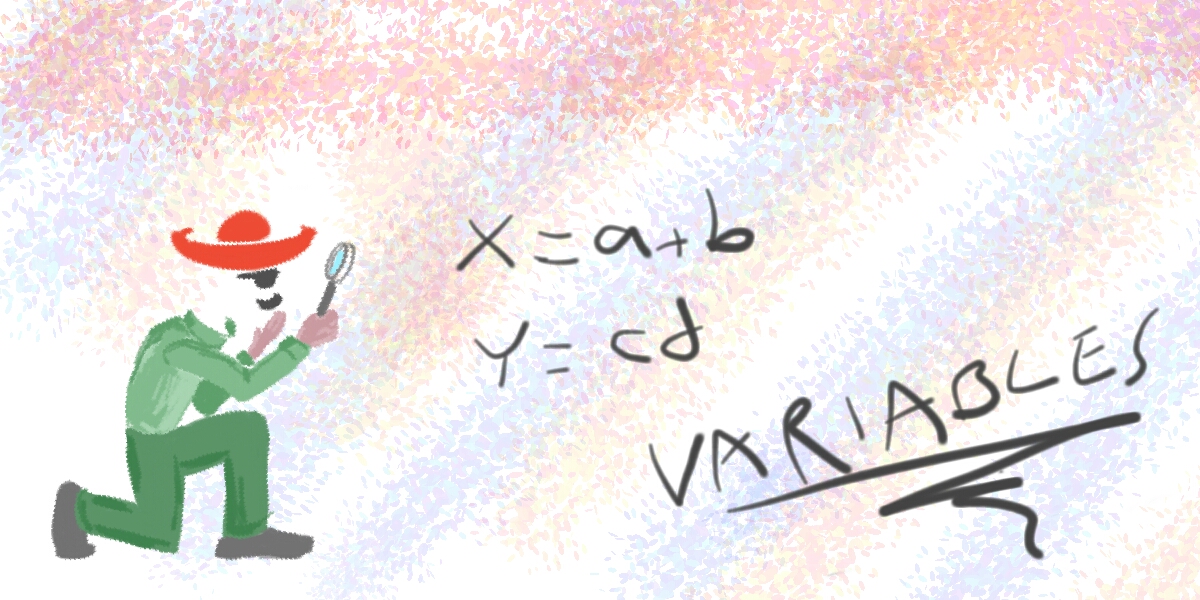 X = a + b
Y = cd
VARIABLES